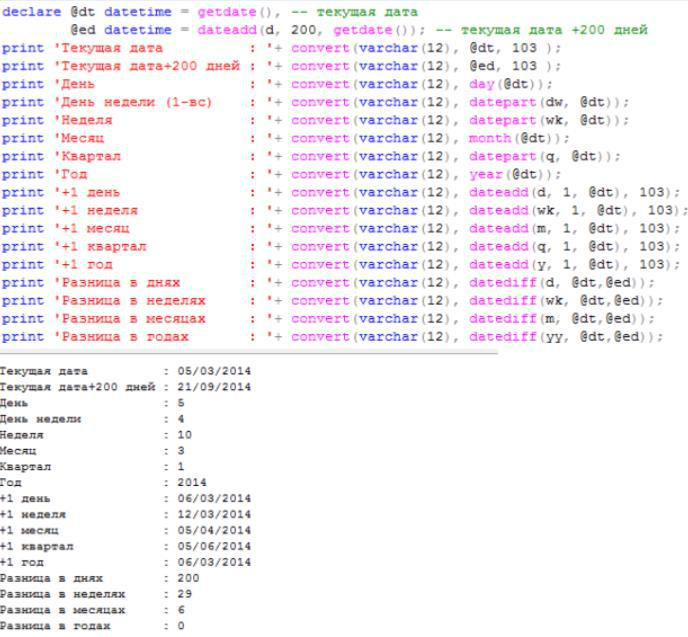 declare @dt datetime = getdate(), -- текущая дата
        @ed datetime = dateadd(d, 200, getdate()); -- текущая дата +200 дней
print 'Текущая дата          : '+ convert(varchar(12), @dt, 103 );
print 'Текущая дата+200 дней : '+ convert(varchar(12), @ed, 103 );
print 'День                  : '+ convert(varchar(12), day(@dt));
print 'День недели (1-вс)    : '+ convert(varchar(12), datepart(dw, @dt));
print 'Неделя                : '+ convert(varchar(12), datepart(wk, @dt));
print 'Месяц                 : '+ convert(varchar(12), month(@dt));
print 'Квартал               : '+ convert(varchar(12), datepart(q, @dt));
print 'Год                   : '+ convert(varchar(12), year(@dt));
print '+1 день               : '+ convert(varchar(12), dateadd(d, 1, @dt), 103);
print '+1 неделя             : '+ convert(varchar(12), dateadd(wk, 1, @dt), 103);
print '+1 месяц              : '+ convert(varchar(12), dateadd(m, 1, @dt), 103);
print '+1 квартал            : '+ convert(varchar(12), dateadd(q, 1, @dt), 103);
print '+1 год                : '+ convert(varchar(12), dateadd(y, 1, @dt), 103);
print 'Разница в днях        : '+ convert(varchar(12), datediff(d, @dt,@ed));
print 'Разница в неделях     : '+ convert(varchar(12), datediff(wk, @dt,@ed));
print 'Разница в месяцах     : '+ convert(varchar(12), datediff(m, @dt,@ed));
print 'Разница в годах       : '+ convert(varchar(12), datediff(yy, @dt,@ed));
Текущая дата          : 05/03/2014
Текущая дата+200 дней : 21/09/2014
День                  : 5
День недели           : 4
Неделя                : 10
Месяц                 : 3
Квартал               : 1
Год                   : 2014
+1 день               : 06/03/2014
+1 неделя             : 12/03/2014
+1 месяц              : 05/04/2014
+1 квартал            : 05/06/2014
+1 год                : 06/03/2014
Разница в днях        : 200
Разница в неделях     : 29
Разница в месяцах     : 6
Разница в годах       : 0